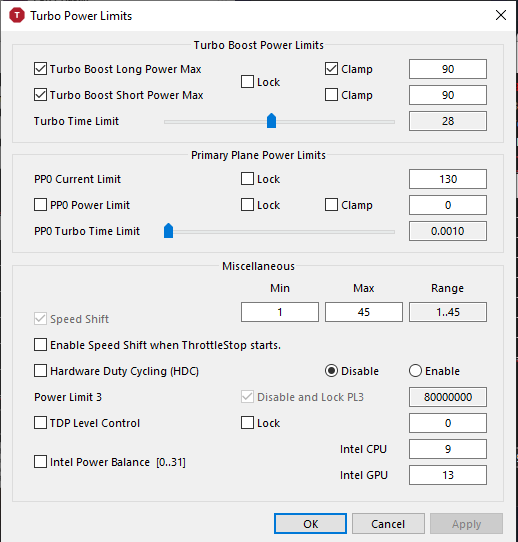 T Turbo Power Limits
Turbo Boost Power Limits
Turbo Boost Long Power Max Lock Clamp 90
Turbo Boost Short Power Max Clamp 90
Turbo Time Limit 28
Primary Plane Power Limits
PP0 Current Limit Lock 130
PP0 Power Limit Lock Clamp 0
PP0 Turbo Time Limit 0.0010
Miscellaneous
Min Max Range
1 45 1..45
Speed Shift
Enable Speed Shift when ThrottleStop starts.
Hardware Duty Cycling (HDC) Disable Enable
Power Limit 3 Disable and Lock PL3 80000000
TDP Level Control Lock 0
Intel CPU 9
Intel Power Balance [0..31]
Intel GPU 13
OK Cancel Apply